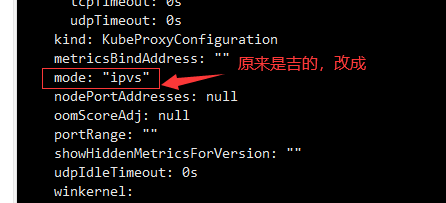 tcpTimeout: 0s
udpTimeout: 0s
kind: KubeProxyConfiguration
metricsBindAddress: ""
mode: "ipvs"
原来是吉的，改成
nodePortAddresses: null
oomScoreAdj: null
portRange: ""
showHiddenMetricsForVersion: ""
udpIdleTimeout: 0s
winkernel: